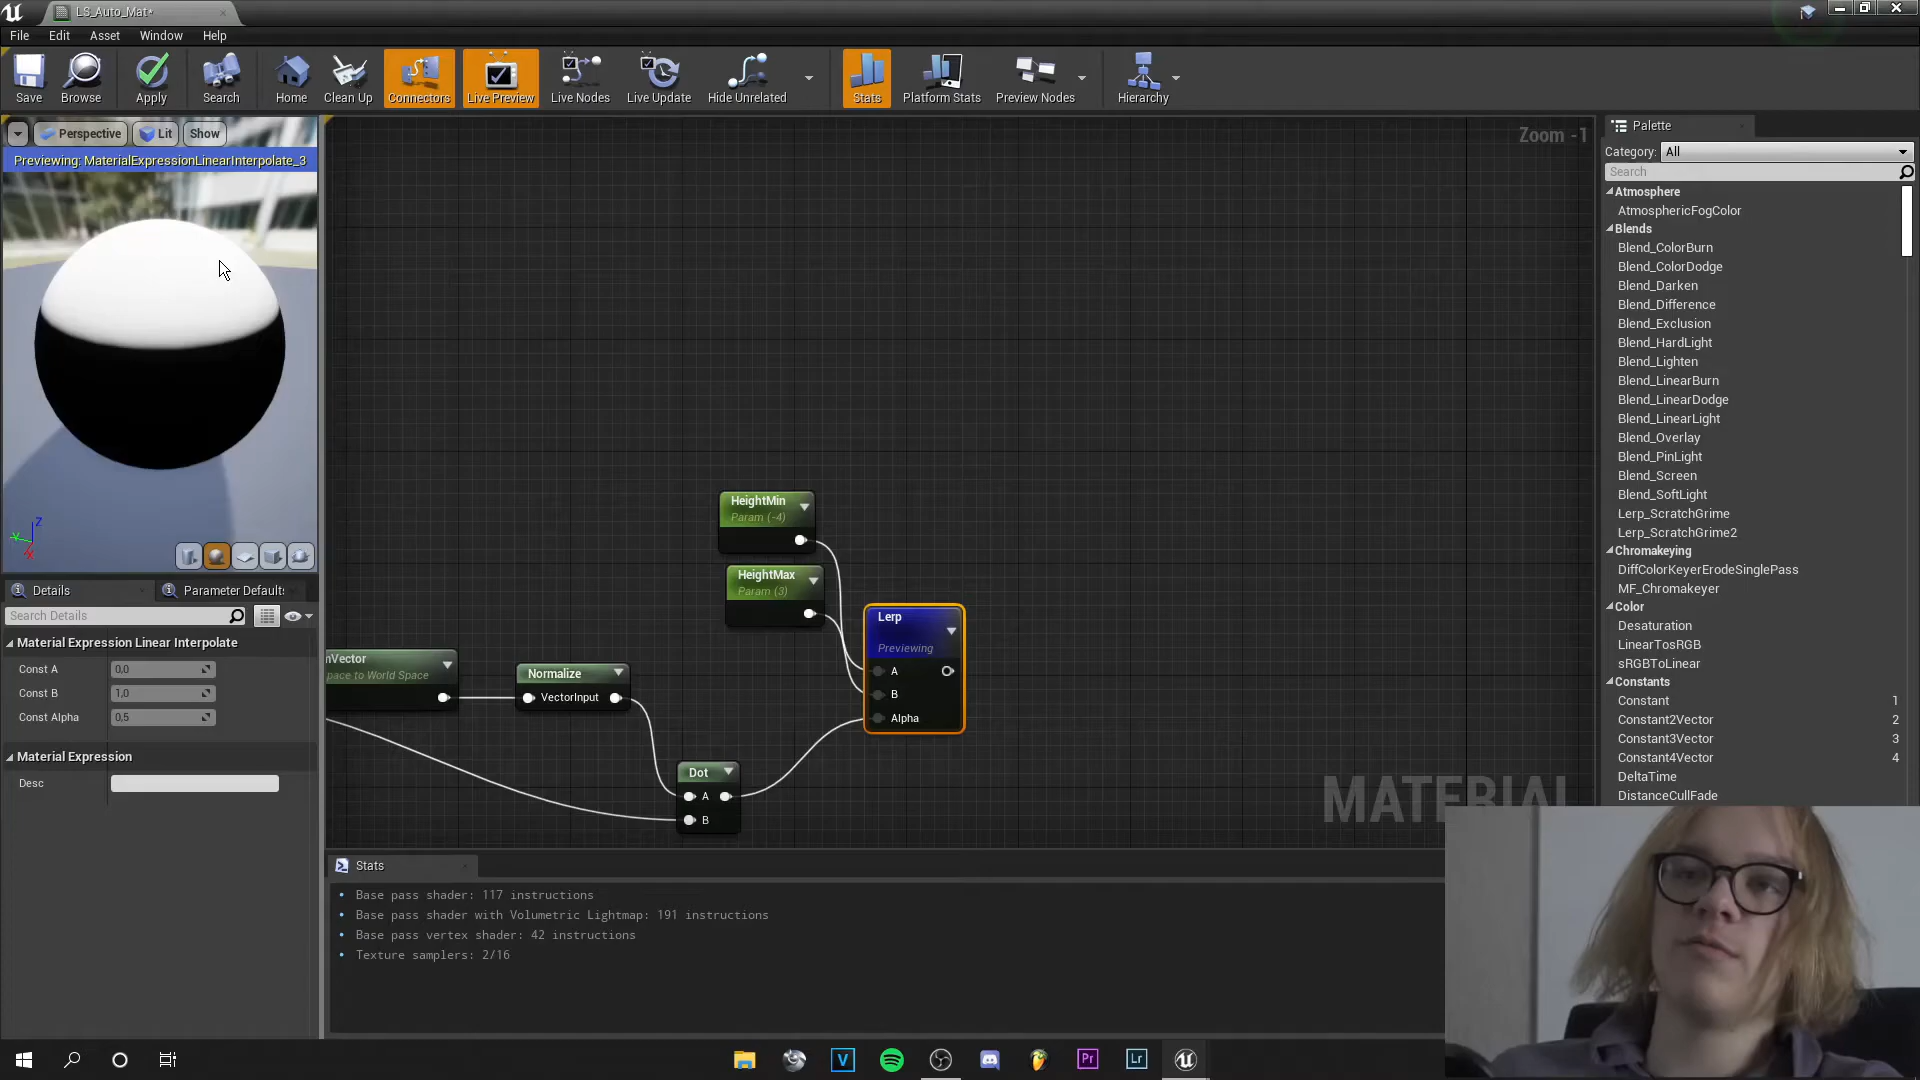 LS_Auto_Mat*
File Edit Asset Window Help
Save Browse Apply Search Home Clean Up Connectors Live Preview Live Nodes Live Update Hide Unrelated Stats Platform Stats Preview Nodes Hierarchy
Perspective Lit Show
Previewing: MaterialExpressionLinearInterpolate_3
Z
Y
X
Details Parameter Defaults
Search Details
Material Expression Linear Interpolate
Const A 0.0
Const B 1.0
Const Alpha 0.5
Material Expression
Desc
Zoom -1
HeightMin
Param (-4)
HeightMax
Param (3)
Lerp
Previewing
A
B
Alpha
mVector
pace to World Space
Normalize
VectorInput
Dot
A
B
MATERIAL
Stats
• Base pass shader: 117 instructions
• Base pass shader with Volumetric Lightmap: 191 instructions
• Base pass vertex shader: 42 instructions
• Texture samplers: 2/16
Palette
Category: All
Search
Atmosphere
AtmosphericFogColor
Blends
Blend_ColorBurn
Blend_ColorDodge
Blend_Darken
Blend_Difference
Blend_Exclusion
Blend_HardLight
Blend_Lighten
Blend_LinearBurn
Blend_LinearDodge
Blend_LinearLight
Blend_Overlay
Blend_PinLight
Blend_Screen
Blend_SoftLight
Lerp_ScratchGrime
Lerp_ScratchGrime2
Chromakeying
DiffColorKeyerErodeSinglePass
MF_Chromakeyer
Color
Desaturation
LinearTosRGB
sRGBToLinear
Constants
Constant 1
Constant2Vector 2
Constant3Vector 3
Constant4Vector 4
DeltaTime
DistanceCullFade
V
Pr
Lr